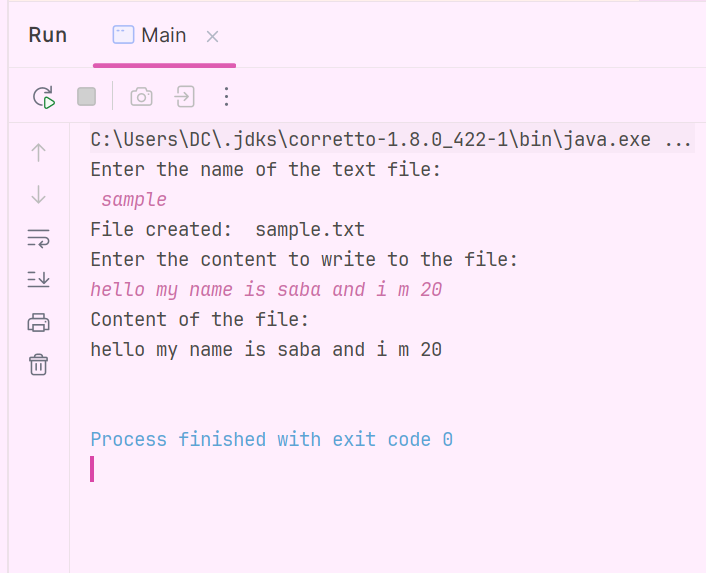 Run Main
C:\Users\DC\.jdks\corretto-1.8.0_422-1\bin\java.exe ...
Enter the name of the text file:
 sample
File created:  sample.txt
Enter the content to write to the file:
hello my name is saba and i m 20
Content of the file:
hello my name is saba and i m 20
Process finished with exit code 0